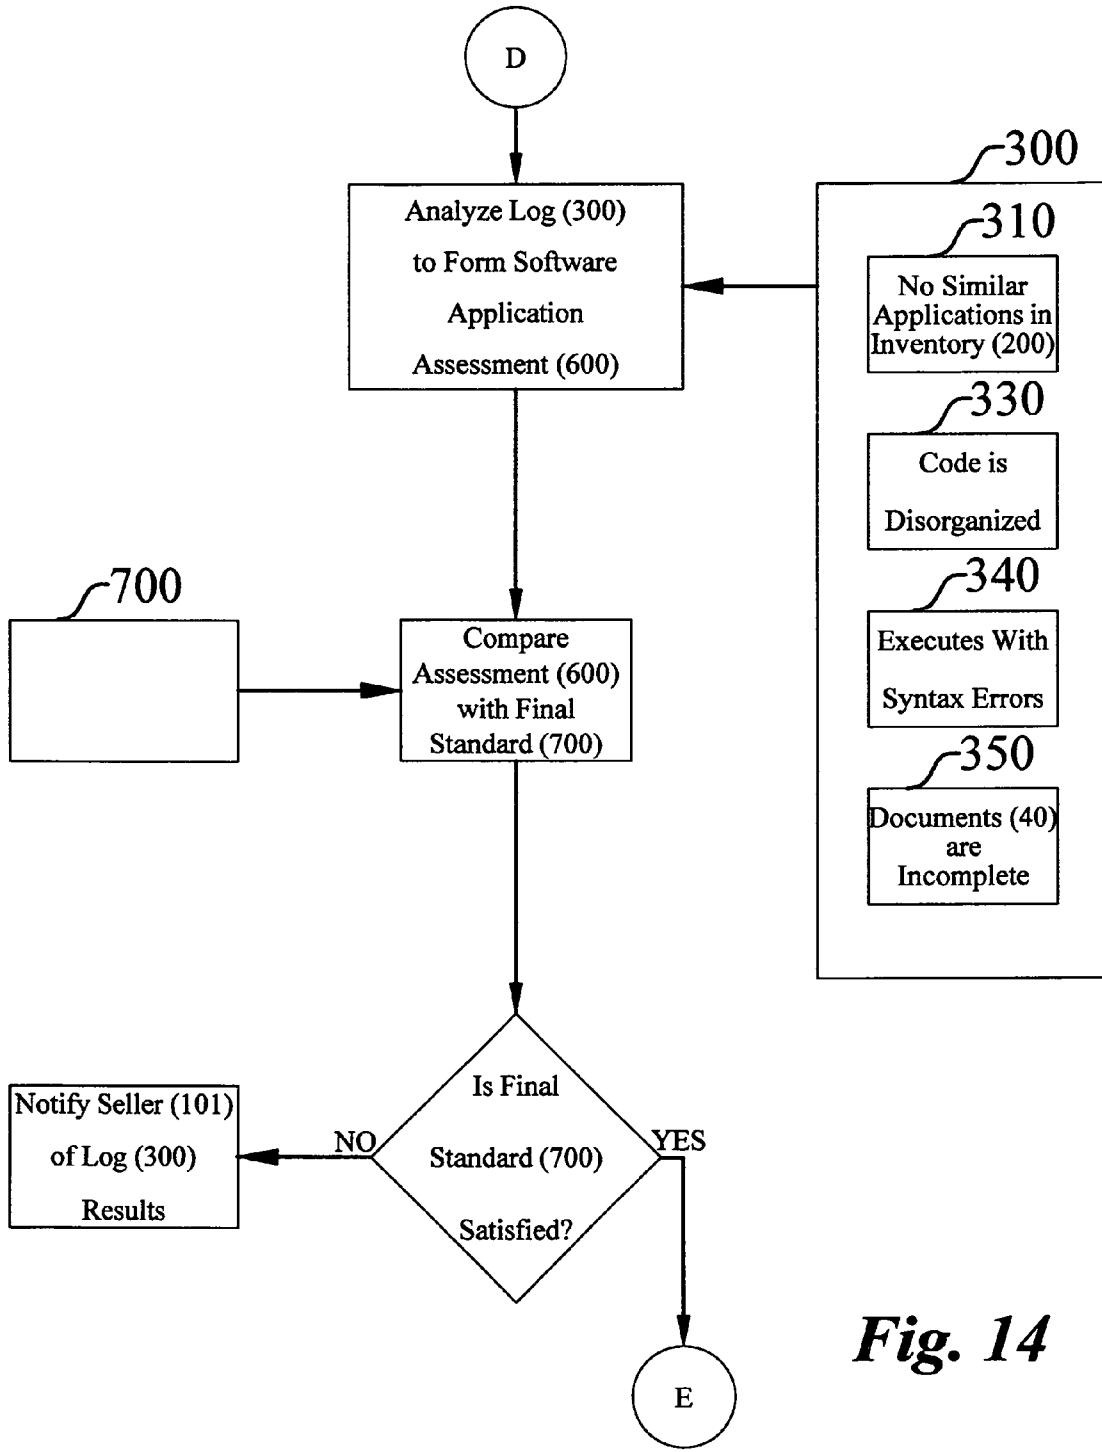 D
Analyze Log (300)
to Form Software
Application
Assessment (600)
300
310
No Similar
Applications in
Inventory (200)
330
Code is
Disorganized
340
Executes With
Syntax Errors
350
Documents (40)
are
Incomplete
700
Compare
Assessment (600)
with Final
Standard (700)
Is Final
Standard (700)
Satisfied?
NO
YES
Notify Seller (101)
of Log (300)
Results
E
Fig. 14